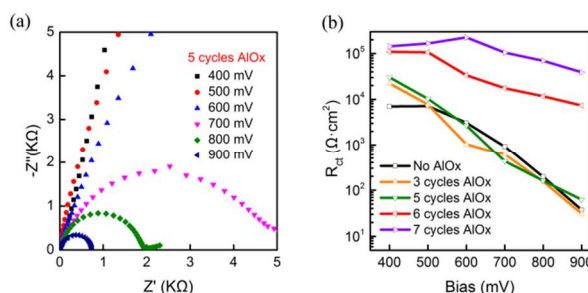 (a)
5
4
3
2
1
0
0 1 2 3 4 5
-Z''(KΩ)
Z' (KΩ)
5 cycles AlOx
400 mV
500 mV
600 mV
700 mV
800 mV
900 mV
(b)
10⁵
10⁴
10³
10²
10¹
R_ct (Ω·cm²)
No AlOx
3 cycles AlOx
5 cycles AlOx
6 cycles AlOx
7 cycles AlOx
400 500 600 700 800 900
Bias (mV)